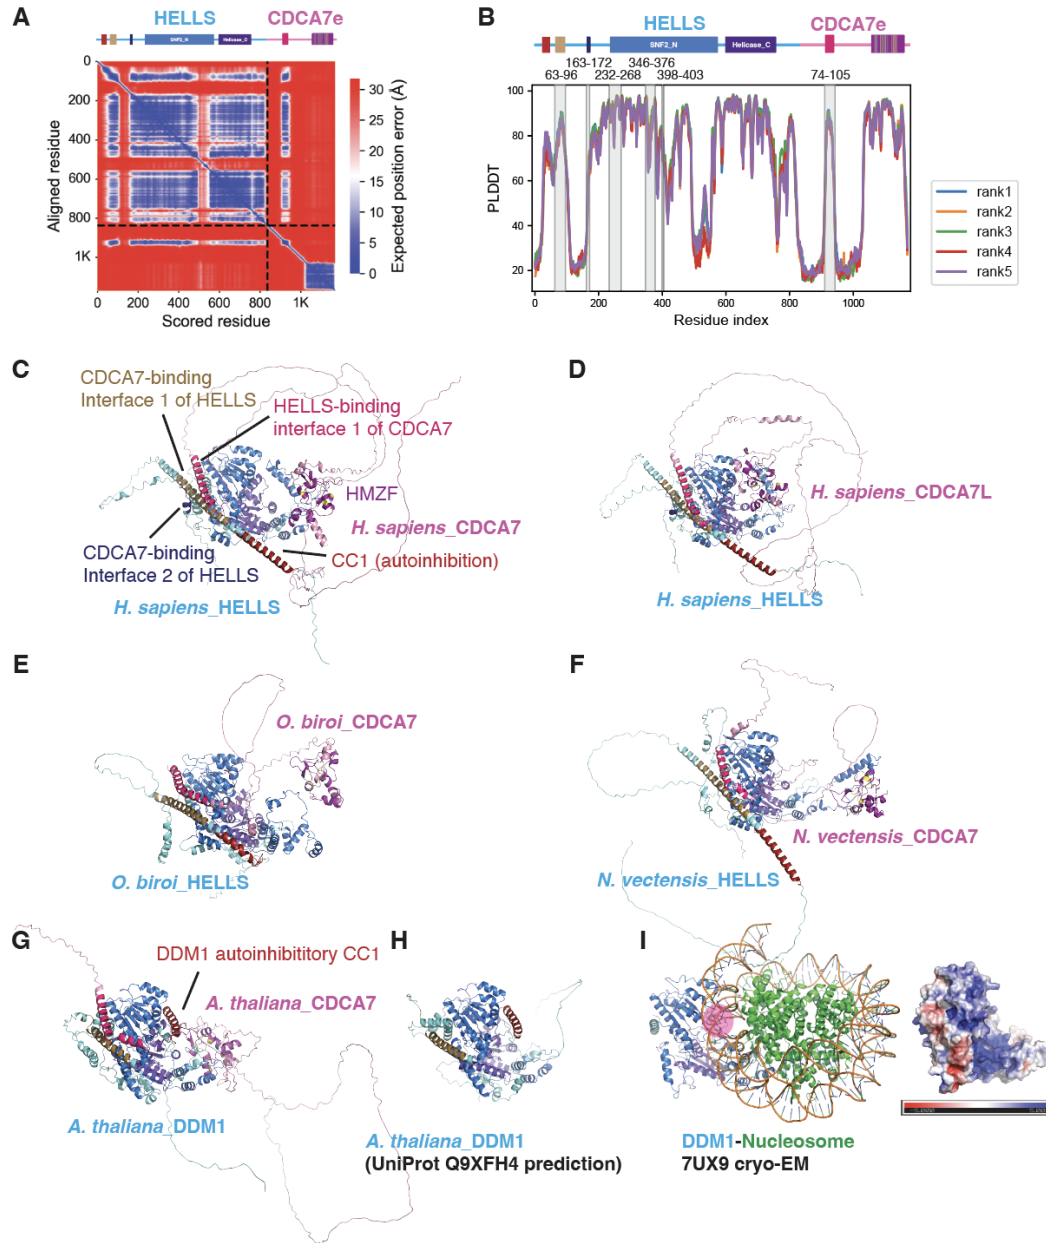 A
HELLS
CDCA7e
SNF2_N
Helicase_C
0
200
400
600
800
1K
Aligned residue
0
200
400
600
800
1K
Scored residue
30
25
20
15
10
5
0
Expected position error (Å)
B
HELLS
CDCA7e
SNF2_N
Helicase_C
163-172
346-376
63-96
232-268
398-403
74-105
100
80
60
40
20
PLDDT
0
200
400
600
800
1000
Residue index
rank1
rank2
rank3
rank4
rank5
C
CDCA7-binding
Interface 1 of HELLS
HELLS-binding
interface 1 of CDCA7
HMZF
H. sapiens_CDCA7
CC1 (autoinhibition)
CDCA7-binding
Interface 2 of HELLS
H. sapiens_HELLS
D
H. sapiens_CDCA7L
H. sapiens_HELLS
E
O. biroi_CDCA7
O. biroi_HELLS
F
N. vectensis_CDCA7
N. vectensis_HELLS
G
DDM1 autoinhibititory CC1
A. thaliana_CDCA7
A. thaliana_DDM1
H
A. thaliana_DDM1
(UniProt Q9XFH4 prediction)
I
DDM1-Nucleosome
7UX9 cryo-EM